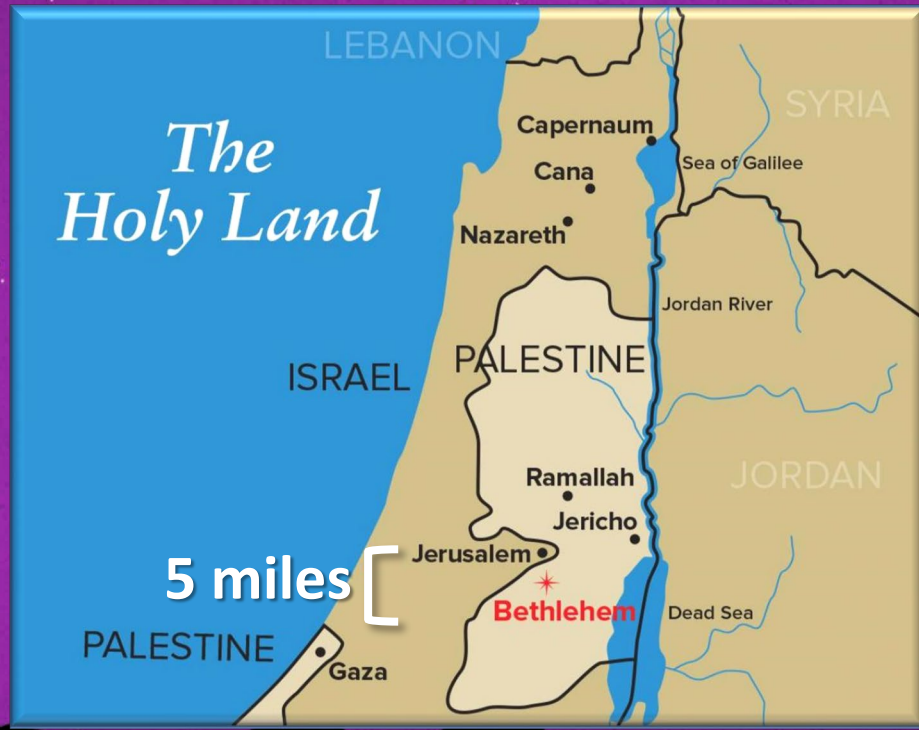 LEBANON
The
Holy Land
SYRIA
Capernaum
Sea of Galilee
Cana
Nazareth
Jordan River
PALESTINE
ISRAEL
Ramallah
JORDAN
Jericho
Jerusalem
5 miles
Bethlehem
Dead Sea
PALESTINE
Gaza